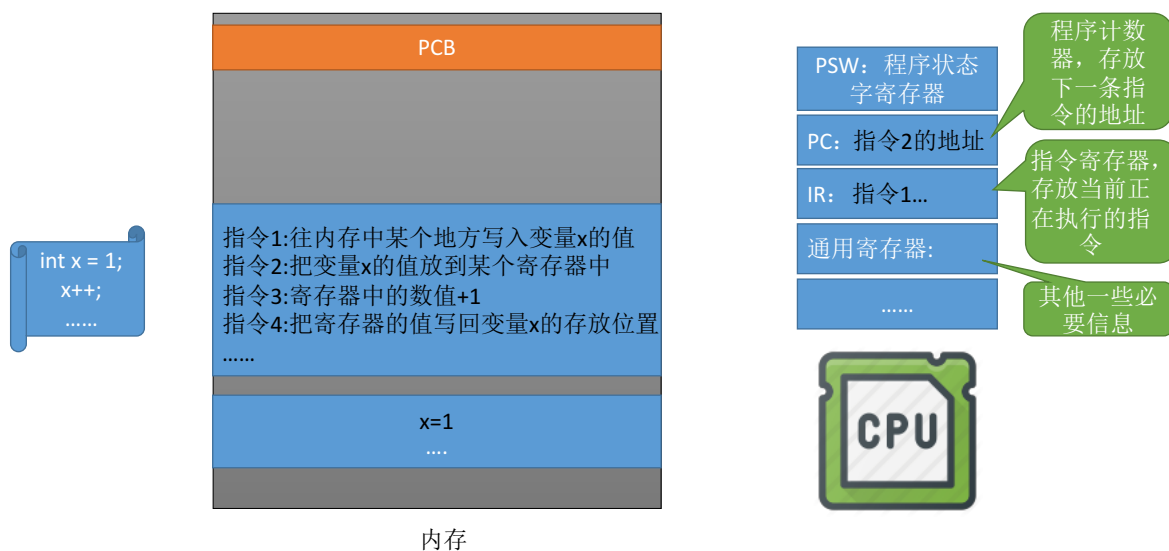 int x = 1;
x++;
……
PCB
指令1:往内存中某个地方写入变量x的值
指令2:把变量x的值放到某个寄存器中
指令3:寄存器中的数值+1
指令4:把寄存器的值写回变量x的存放位置
……
x=1
….
内存
PSW：程序状态
字寄存器
PC：指令2的地址
IR：指令1…
通用寄存器:
……
程序计数
器，存放
下一条指
令的地址
指令寄存器，
存放当前正
在执行的指
令
其他一些必
要信息
CPU